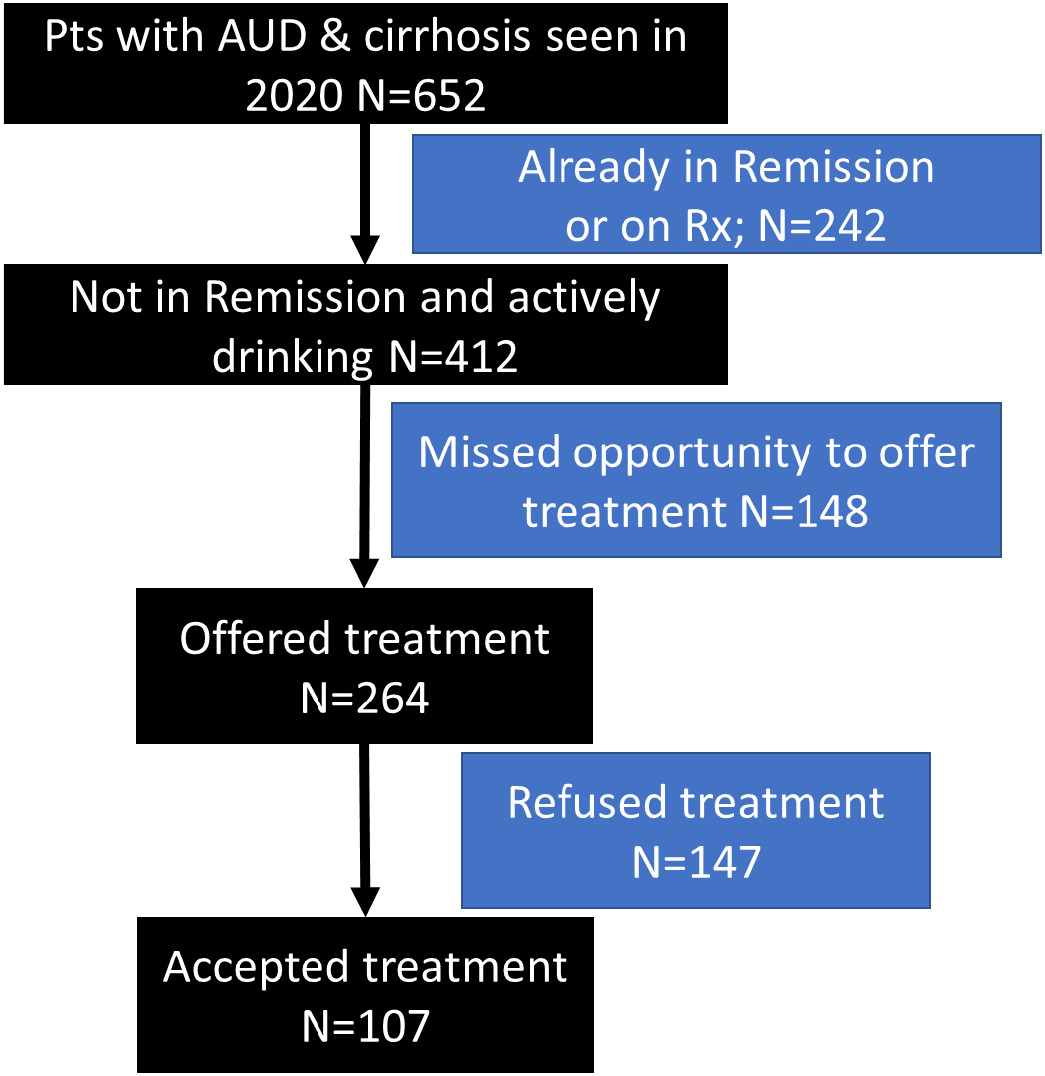 Pts with AUD & cirrhosis seen in
2020 N=652
Already in Remission
or on Rx; N=242
Not in Remission and actively
drinking N=412
Missed opportunity to offer
treatment N=148
Offered treatment
N=264
Refused treatment
N=147
Accepted treatment
N=107